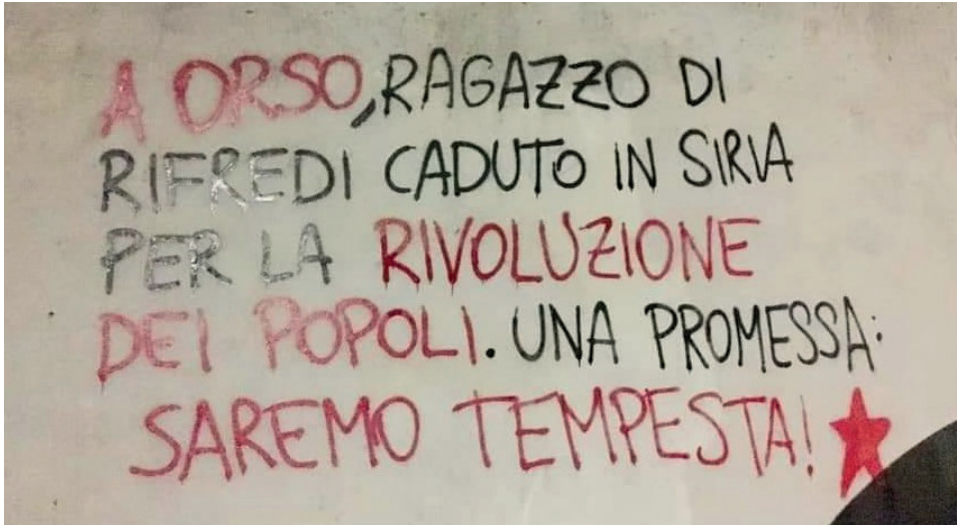 A ORSO, RAGAZZO DI
RIFREDI CADUTO IN SIRIA
PER LA RIVOLUZIONE
DEI POPOLI. UNA PROMESSA:
SAREMO TEMPESTA!